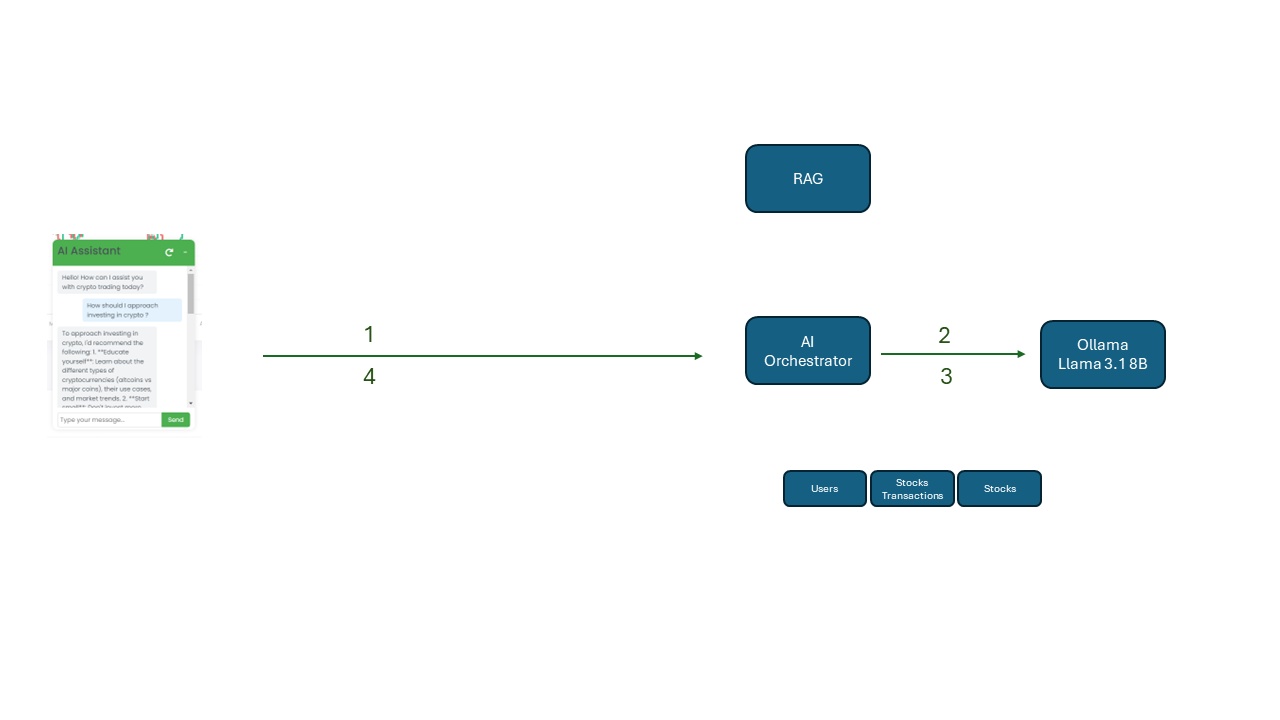 AI Assistant
Hello! How can I assist you
with crypto trading today?
How should I approach
investing in crypto ?
To approach investing in
crypto, I'd recommend the
following: 1. **Educate
yourself**: Learn about the
different types of
cryptocurrencies (altcoins vs
major coins), their use cases,
and market trends. 2. **Start
small**: Don't invest more
Type your message...
Send
1
4
RAG
AI
Orchestrator
2
3
Ollama
Llama 3.1 8B
Users
Stocks
Transactions
Stocks